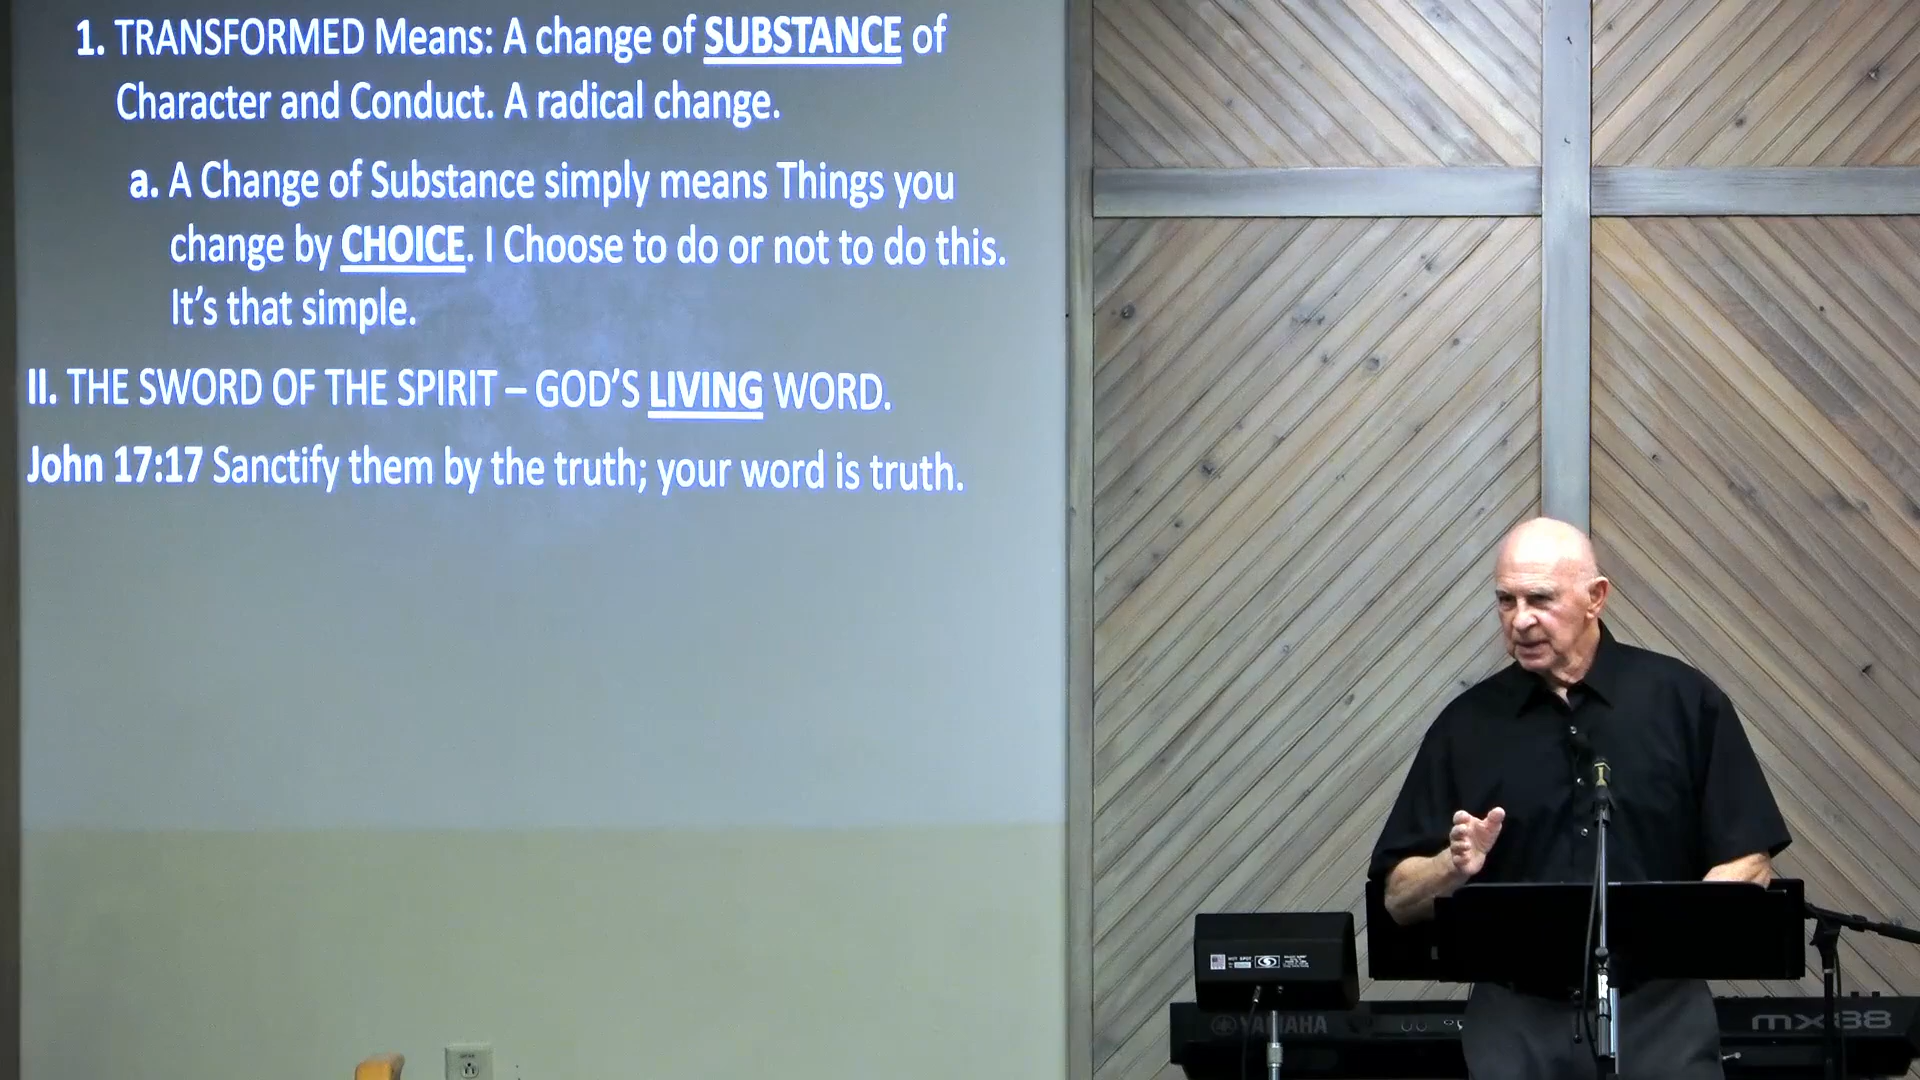 1. TRANSFORMED Means: A change of SUBSTANCE of
Character and Conduct. A radical change.
a. A Change of Substance simply means Things you
change by CHOICE. I Choose to do or not to do this.
It's that simple.
II. THE SWORD OF THE SPIRIT – GOD'S LIVING WORD.
John 17:17 Sanctify them by the truth; your word is truth.
HOT SPOT
YAMAHA
mx88